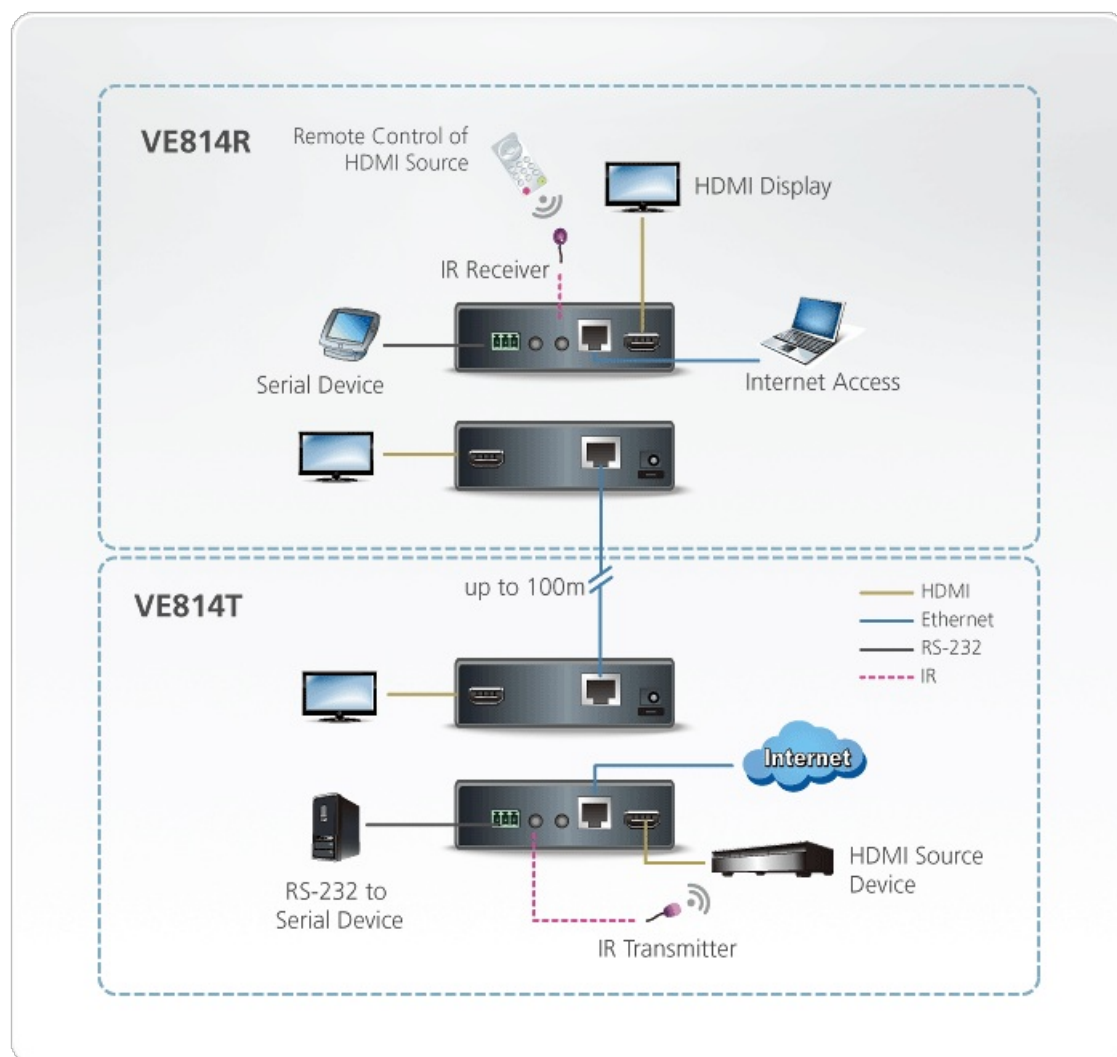 VE814R
Remote Control of
HDMI Source
HDMI Display
IR Receiver
Serial Device
Internet Access
up to 100m
VE814T
HDMI
Ethernet
RS-232
IR
Internet
RS-232 to
Serial Device
HDMI Source
Device
IR Transmitter